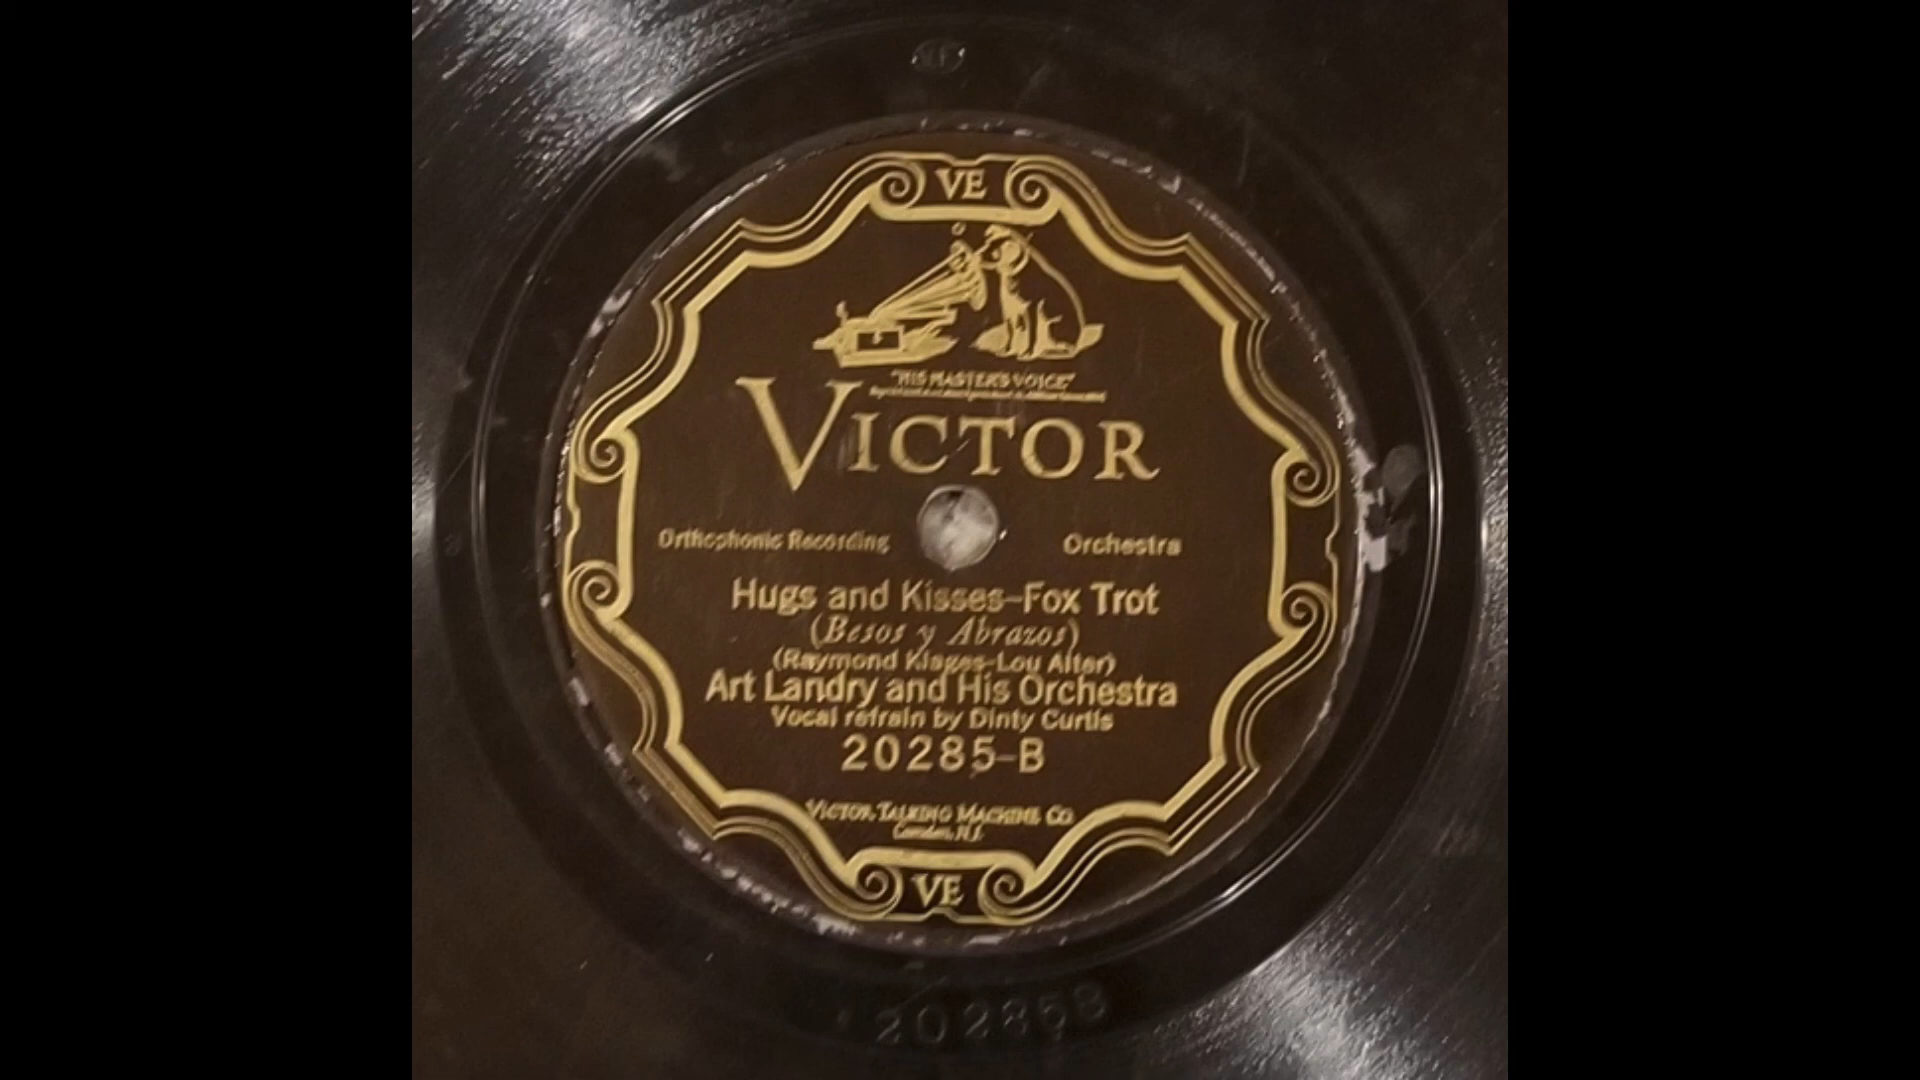 VE
"HIS MASTER'S VOICE"
VICTOR
Orthophonic Recording
Orchestra
Hugs and Kisses-Fox Trot
(Besos y Abrazos)
(Raymond Klages-Lou Alter)
Art Landry and His Orchestra
Vocal refrain by Dinty Curtis
20285-B
VICTOR TALKING MACHINE CO.
Camden, N.J.
VE
20285B